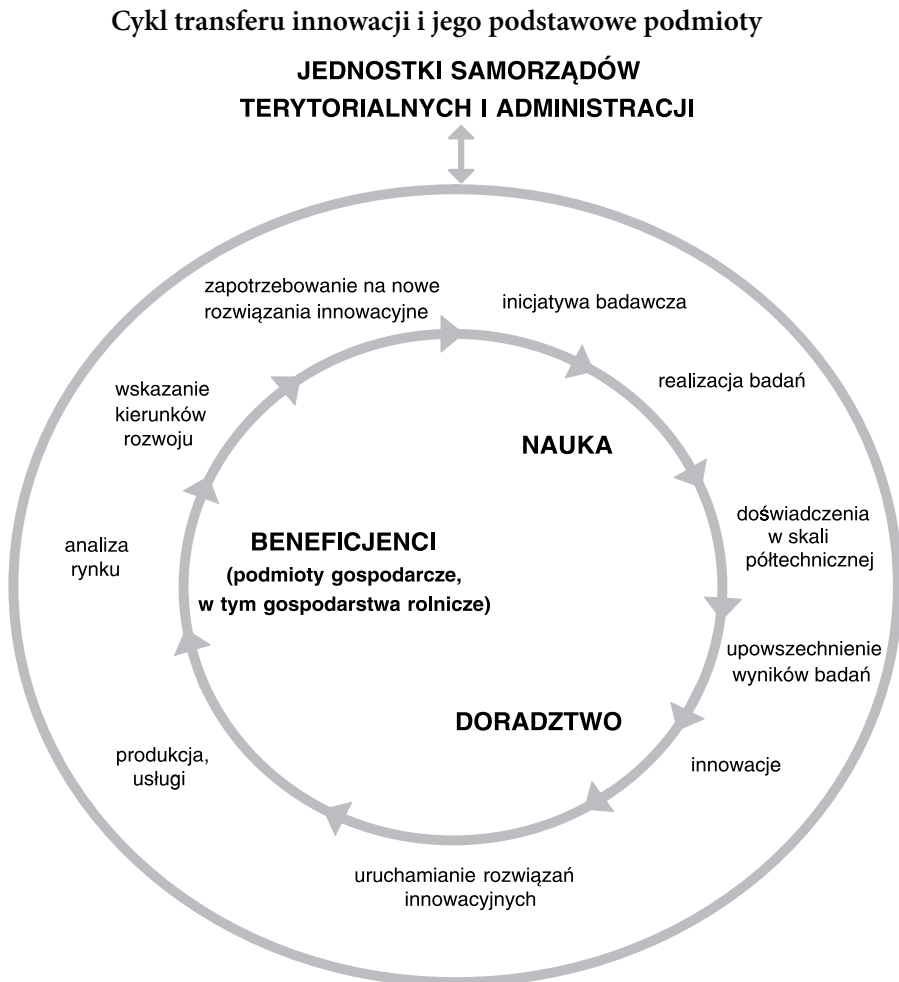 Cykl transferu innowacji i jego podstawowe podmioty
JEDNOSTKI SAMORZĄDÓW
TERYTORIALNYCH I ADMINISTRACJI
zapotrzebowanie na nowe
rozwiązania innowacyjne
inicjatywa badawcza
realizacja badań
wskazanie
kierunków
rozwoju
NAUKA
doświadczenia
w skali
półtechnicznej
analiza
rynku
BENEFICJENCI
(podmioty gospodarcze,
w tym gospodarstwa rolnicze)
upowszechnienie
wyników badań
DORADZTWO
innowacje
produkcja,
usługi
uruchamianie rozwiązań
innowacyjnych